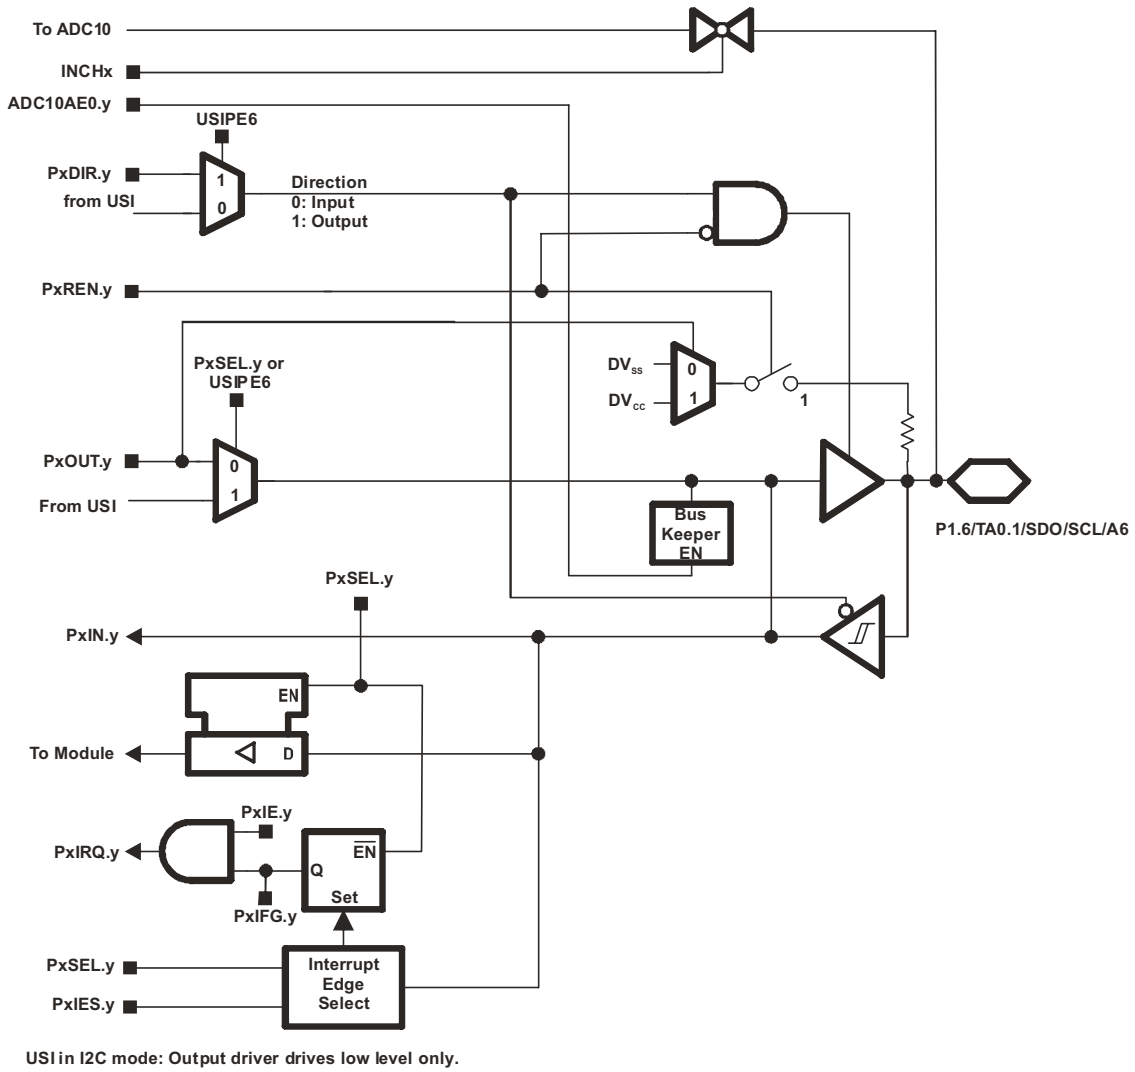 To ADC10
INCHx
ADC10AE0.y
USIPE6
PxDIR.y
1
from USI
0
Direction
0: Input
1: Output
PxREN.y
PxSEL.y or
USIPE6
DVSS
0
DVCC
1
1
PxOUT.y
0
From USI
1
Bus
Keeper
EN
P1.6/TA0.1/SDO/SCL/A6
PxSEL.y
PxIN.y
EN
To Module
D
PxIE.y
PxIRQ.y
EN
Q
Set
PxIFG.y
PxSEL.y
PxIES.y
Interrupt
Edge
Select
USI in I2C mode: Output driver drives low level only.